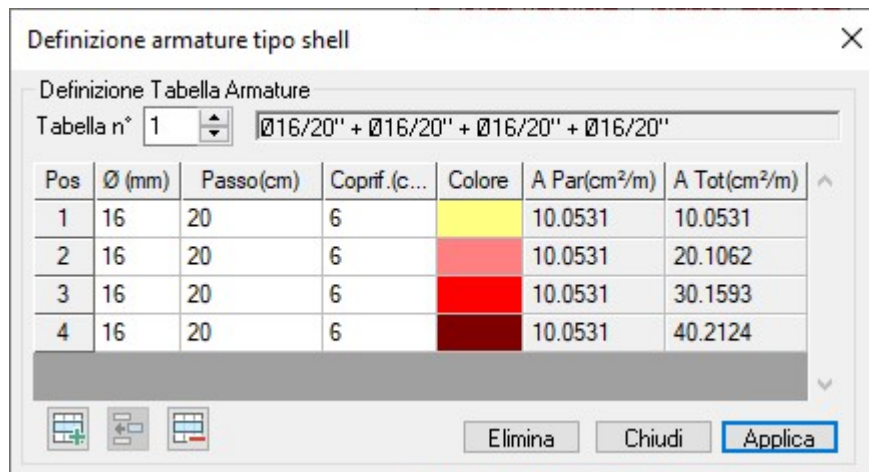 Definizione armature tipo shell
Definizione Tabella Armature
Tabella n° 1 Ø16/20" + Ø16/20" + Ø16/20" + Ø16/20"
Pos Ø (mm) Passo(cm) Coprif.(c... Colore A Par(cm²/m) A Tot(cm²/m)
1 16 20 6 10.0531 10.0531
2 16 20 6 10.0531 20.1062
3 16 20 6 10.0531 30.1593
4 16 20 6 10.0531 40.2124
Elimina Chiudi Applica